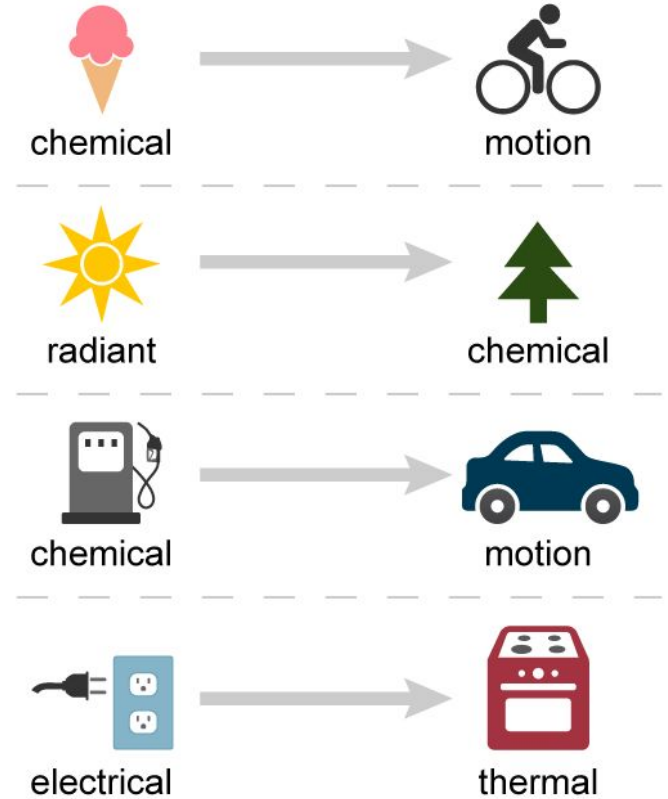 chemical
motion
radiant
chemical
chemical
motion
electrical
thermal